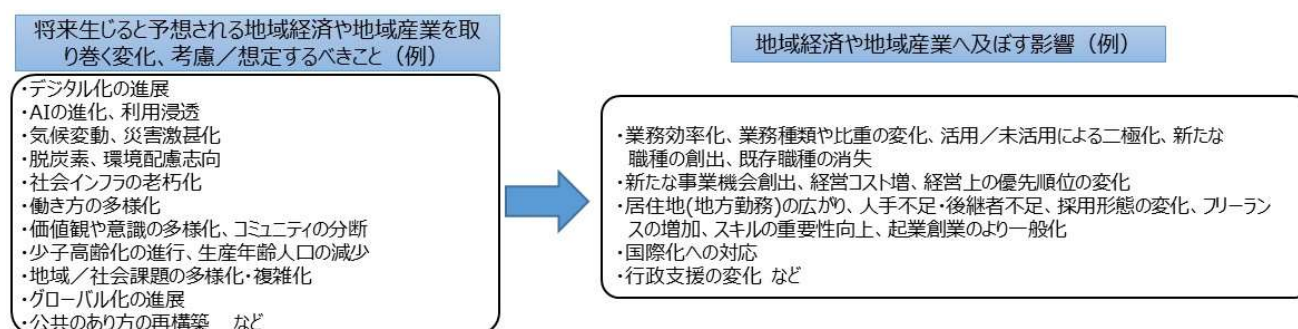 将来生じると予想される地域経済や地域産業を取
り巻く変化、考慮／想定するべきこと（例）
・デジタル化の進展
・AIの進化、利用浸透
・気候変動、災害激甚化
・脱炭素、環境配慮志向
・社会インフラの老朽化
・働き方の多様化
・価値観や意識の多様化、コミュニティの分断
・少子高齢化の進行、生産年齢人口の減少
・地域／社会課題の多様化・複雑化
・グローバル化の進展
・公共のあり方の再構築　など
地域経済や地域産業へ及ぼす影響（例）
・業務効率化、業務種類や比重の変化、活用／未活用による二極化、新たな
職種の創出、既存職種の消失
・新たな事業機会創出、経営コスト増、経営上の優先順位の変化
・居住地(地方勤務)の広がり、人手不足・後継者不足、採用形態の変化、フリーラン
スの増加、スキルの重要性向上、起業創業のより一般化
・国際化への対応
・行政支援の変化 など